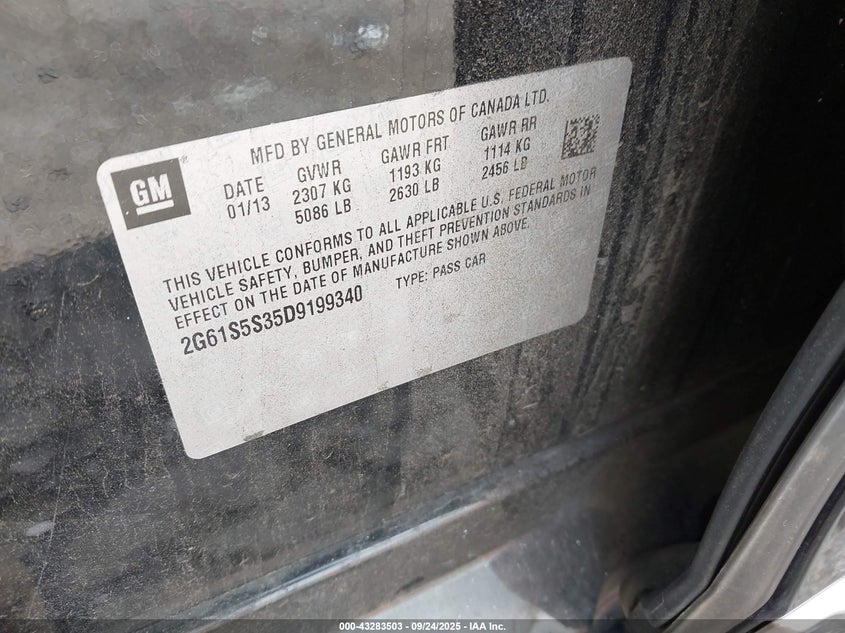 MFD BY GENERAL MOTORS OF CANADA LTD.
GM
DATE GVWR GAWR FRT GAWR RR
01/13 2307 KG 1193 KG 1114 KG
5086 LB 2630 LB 2456 LB
THIS VEHICLE CONFORMS TO ALL APPLICABLE U.S. FEDERAL MOTOR
VEHICLE SAFETY, BUMPER, AND THEFT PREVENTION STANDARDS IN
EFFECT ON THE DATE OF MANUFACTURE SHOWN ABOVE.
2G61S5S35D9199340 TYPE: PASS CAR
000-43283503 - 09/24/2025 - IAA Inc.